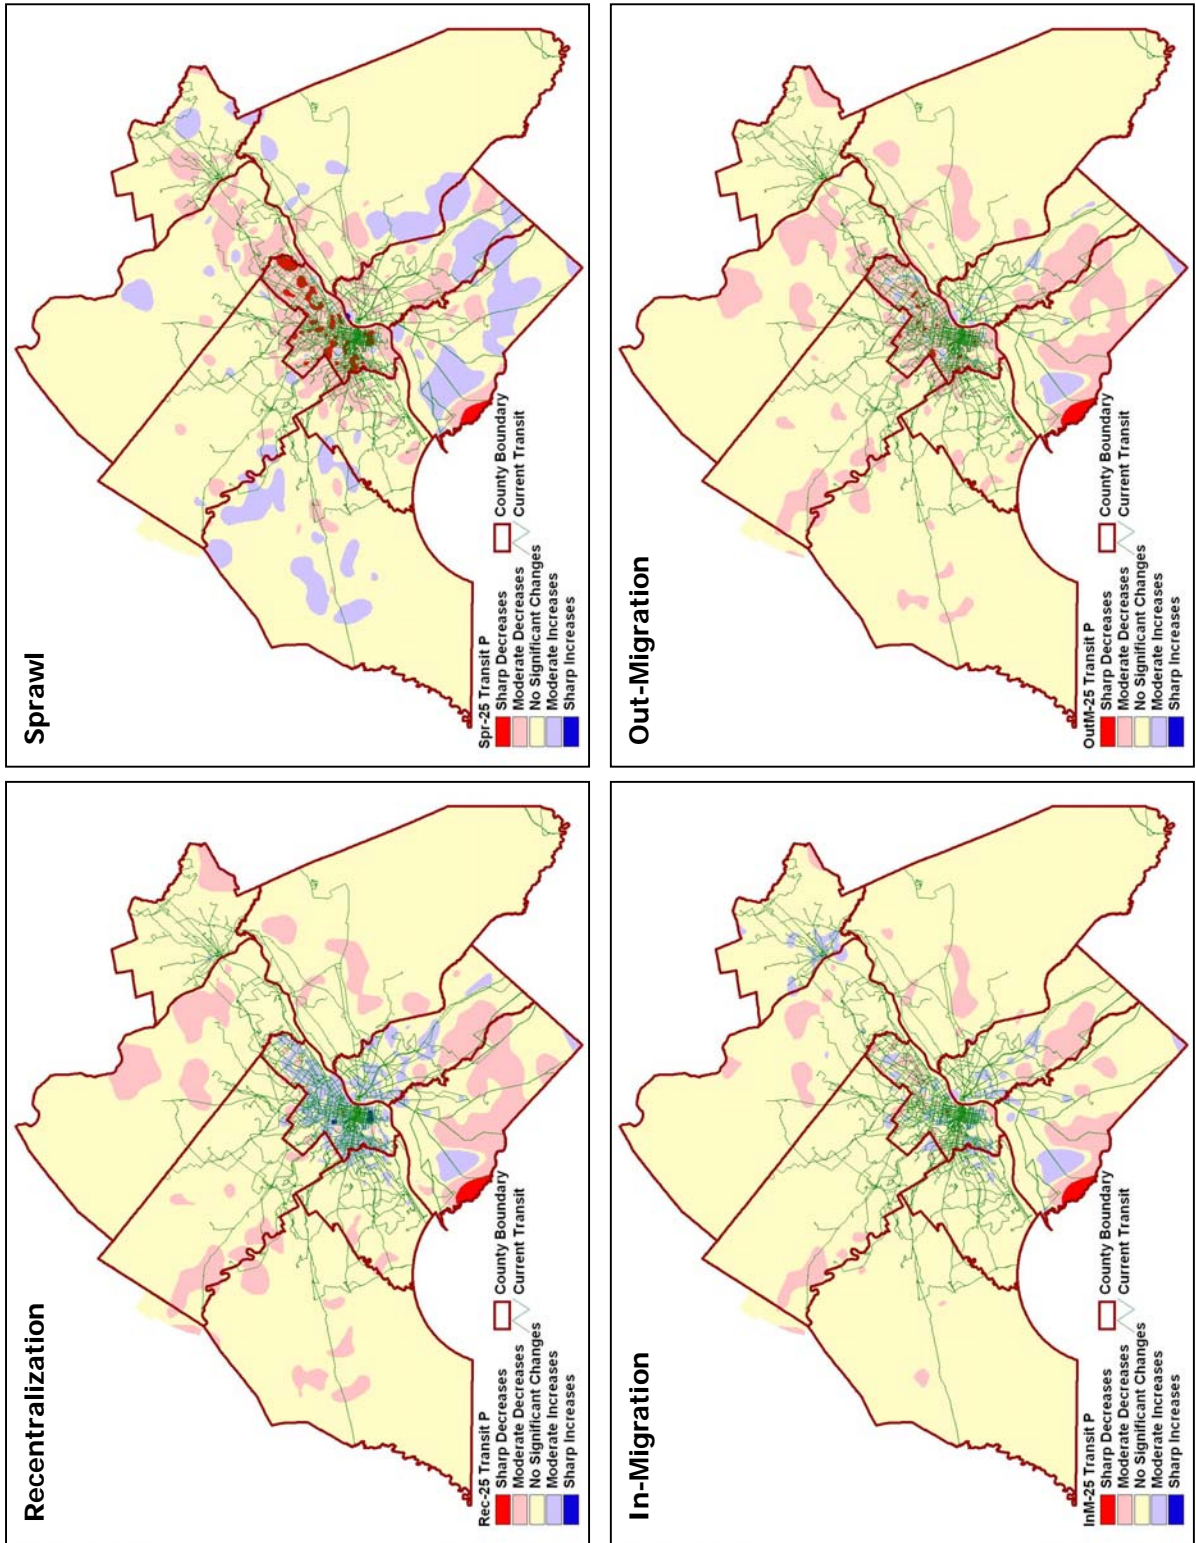 Recentralization
Rec-25 Transit P
Sharp Decreases
Moderate Decreases
No Significant Changes
Moderate Increases
Sharp Increases
County Boundary
Current Transit
Sprawl
Spr-25 Transit P
Sharp Decreases
Moderate Decreases
No Significant Changes
Moderate Increases
Sharp Increases
County Boundary
Current Transit
In-Migration
InM-25 Transit P
Sharp Decreases
Moderate Decreases
No Significant Changes
Moderate Increases
Sharp Increases
County Boundary
Current Transit
Out-Migration
OutM-25 Transit P
Sharp Decreases
Moderate Decreases
No Significant Changes
Moderate Increases
Sharp Increases
County Boundary
Current Transit